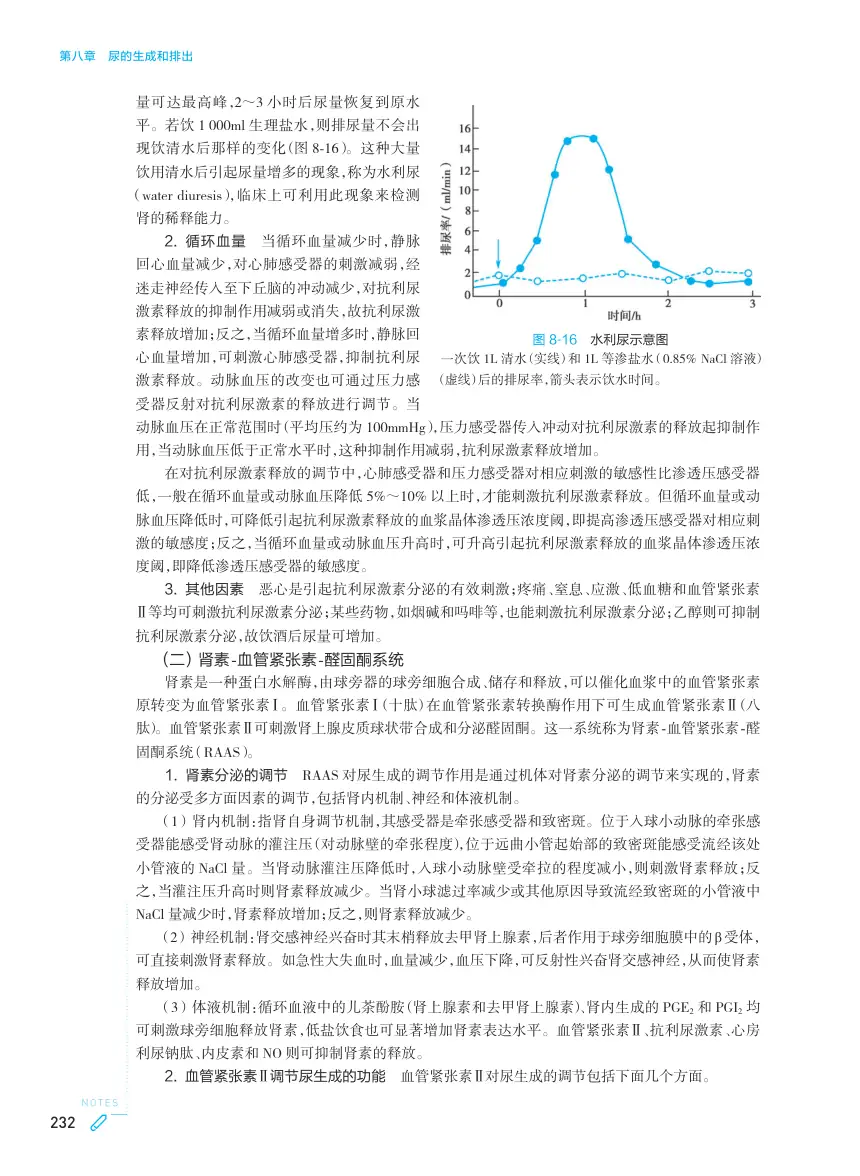 第八章 尿的生成和排出
量可达最高峰,2～3 小时后尿量恢复到原水
平。若饮 1 000ml 生理盐水,则排尿量不会出
现饮清水后那样的变化(图 8-16)。这种大量
饮用清水后引起尿量增多的现象,称为水利尿
(water diuresis),临床上可利用此现象来检测
肾的稀释能力。
2. 循环血量 当循环血量减少时,静脉
回心血量减少,对心肺感受器的刺激减弱,经
迷走神经传入至下丘脑的冲动减少,对抗利尿
激素释放的抑制作用减弱或消失,故抗利尿激
素释放增加;反之,当循环血量增多时,静脉回
心血量增加,可刺激心肺感受器,抑制抗利尿
激素释放。动脉血压的改变也可通过压力感
受器反射对抗利尿激素的释放进行调节。当
排尿率/(ml/min)
16
14
12
10
8
6
4
2
0
0 1 2 3
时间/h
图 8-16 水利尿示意图
一次饮 1L 清水(实线)和 1L 等渗盐水(0.85% NaCl 溶液)
(虚线)后的排尿率,箭头表示饮水时间。
动脉血压在正常范围时(平均压约为 100mmHg),压力感受器传入冲动对抗利尿激素的释放起抑制作
用,当动脉血压低于正常水平时,这种抑制作用减弱,抗利尿激素释放增加。
在对抗利尿激素释放的调节中,心肺感受器和压力感受器对相应刺激的敏感性比渗透压感受器
低,一般在循环血量或动脉血压降低 5%～10% 以上时,才能刺激抗利尿激素释放。但循环血量或动
脉血压降低时,可降低引起抗利尿激素释放的血浆晶体渗透压浓度阈,即提高渗透压感受器对相应刺
激的敏感度;反之,当循环血量或动脉血压升高时,可升高引起抗利尿激素释放的血浆晶体渗透压浓
度阈,即降低渗透压感受器的敏感度。
3. 其他因素 恶心是引起抗利尿激素分泌的有效刺激;疼痛、窒息、应激、低血糖和血管紧张素
Ⅱ等均可刺激抗利尿激素分泌;某些药物,如烟碱和吗啡等,也能刺激抗利尿激素分泌;乙醇则可抑制
抗利尿激素分泌,故饮酒后尿量可增加。
(二)肾素-血管紧张素-醛固酮系统
肾素是一种蛋白水解酶,由球旁器的球旁细胞合成、储存和释放,可以催化血浆中的血管紧张素
原转变为血管紧张素Ⅰ。血管紧张素Ⅰ(十肽)在血管紧张素转换酶作用下可生成血管紧张素Ⅱ(八
肽)。血管紧张素Ⅱ可刺激肾上腺皮质球状带合成和分泌醛固酮。这一系统称为肾素-血管紧张素-醛
固酮系统(RAAS)。
1. 肾素分泌的调节 RAAS 对尿生成的调节作用是通过机体对肾素分泌的调节来实现的,肾素
的分泌受多方面因素的调节,包括肾内机制、神经和体液机制。
(1)肾内机制:指肾自身调节机制,其感受器是牵张感受器和致密斑。位于入球小动脉的牵张感
受器能感受肾动脉的灌注压(对动脉壁的牵张程度),位于远曲小管起始部的致密斑能感受流经该处
小管液的 NaCl 量。当肾动脉灌注压降低时,入球小动脉壁受牵拉的程度减小,则刺激肾素释放;反
之,当灌注压升高时则肾素释放减少。当肾小球滤过率减少或其他原因导致流经致密斑的小管液中
NaCl 量减少时,肾素释放增加;反之,则肾素释放减少。
(2)神经机制:肾交感神经兴奋时其末梢释放去甲肾上腺素,后者作用于球旁细胞膜中的β受体,
可直接刺激肾素释放。如急性大失血时,血量减少,血压下降,可反射性兴奋肾交感神经,从而使肾素
释放增加。
(3)体液机制:循环血液中的儿茶酚胺(肾上腺素和去甲肾上腺素)、肾内生成的 PGE₂ 和 PGI₂ 均
可刺激球旁细胞释放肾素,低盐饮食也可显著增加肾素表达水平。血管紧张素Ⅱ、抗利尿激素、心房
利尿钠肽、内皮素和 NO 则可抑制肾素的释放。
2. 血管紧张素Ⅱ调节尿生成的功能 血管紧张素Ⅱ对尿生成的调节包括下面几个方面。
NOTES
232